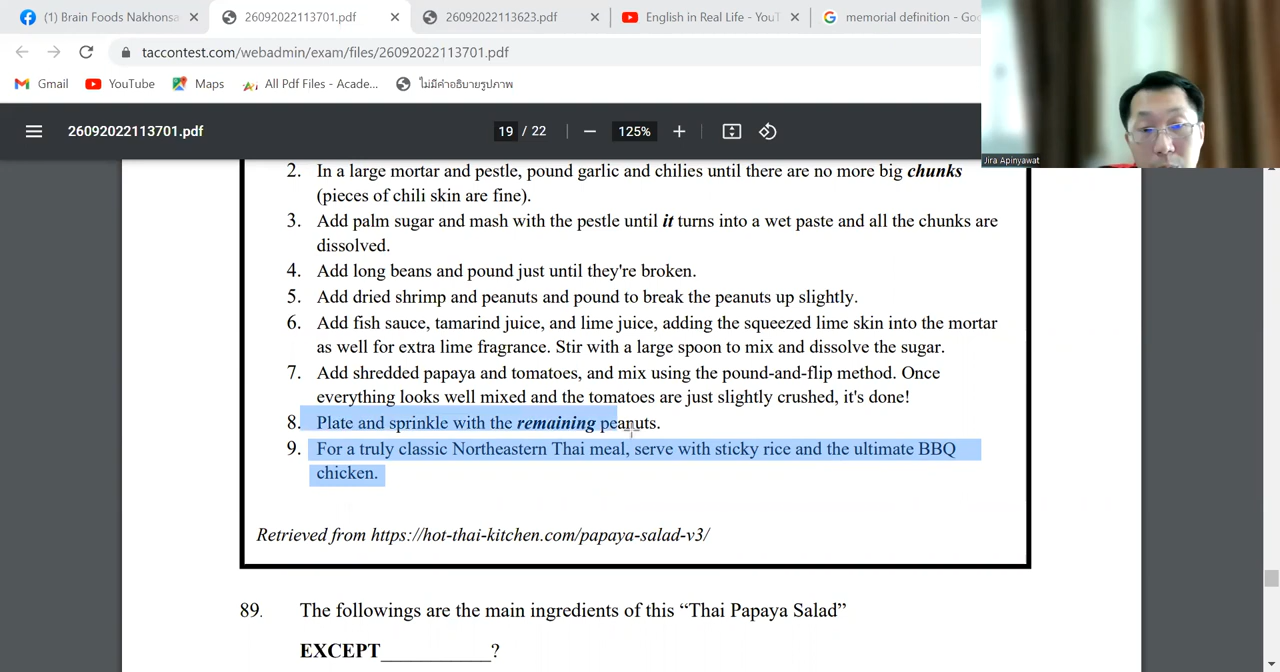 (1) Brain Foods Nakhonsa
26092022113701.pdf
26092022113623.pdf
English in Real Life - YouT
memorial definition - Goo
taccontest.com/webadmin/exam/files/26092022113701.pdf
Gmail
YouTube
Maps
All Pdf Files - Acade...
ไม่มีคำอธิบายรูปภาพ
26092022113701.pdf
19 / 22
125%
Jira Apinyawat
2. In a large mortar and pestle, pound garlic and chilies until there are no more big chunks
(pieces of chili skin are fine).
3. Add palm sugar and mash with the pestle until it turns into a wet paste and all the chunks are
dissolved.
4. Add long beans and pound just until they're broken.
5. Add dried shrimp and peanuts and pound to break the peanuts up slightly.
6. Add fish sauce, tamarind juice, and lime juice, adding the squeezed lime skin into the mortar
as well for extra lime fragrance. Stir with a large spoon to mix and dissolve the sugar.
7. Add shredded papaya and tomatoes, and mix using the pound-and-flip method. Once
everything looks well mixed and the tomatoes are just slightly crushed, it's done!
8. Plate and sprinkle with the remaining peanuts.
9. For a truly classic Northeastern Thai meal, serve with sticky rice and the ultimate BBQ
chicken.
Retrieved from https://hot-thai-kitchen.com/papaya-salad-v3/
89. The followings are the main ingredients of this “Thai Papaya Salad”
EXCEPT___________?